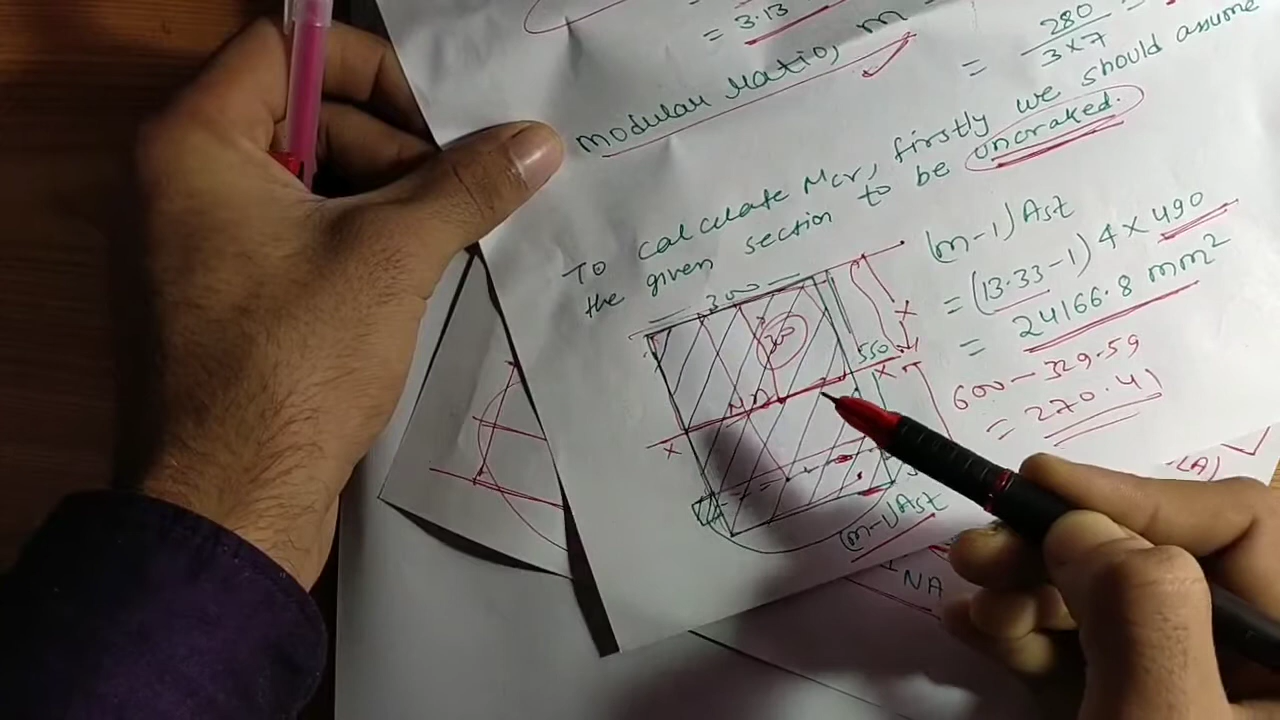 = 3.13
modular ratio, m =
= 280 / 3×7 =
To calculate Mcr, firstly we should assume
the given section to be uncraked.
(m-1) Ast
= (13.33-1) 4 × 490
= 24166.8 mm²
600-329.59
= 270.41
300
x
550
x
NA
x
(m-1)Ast
(A)
NA